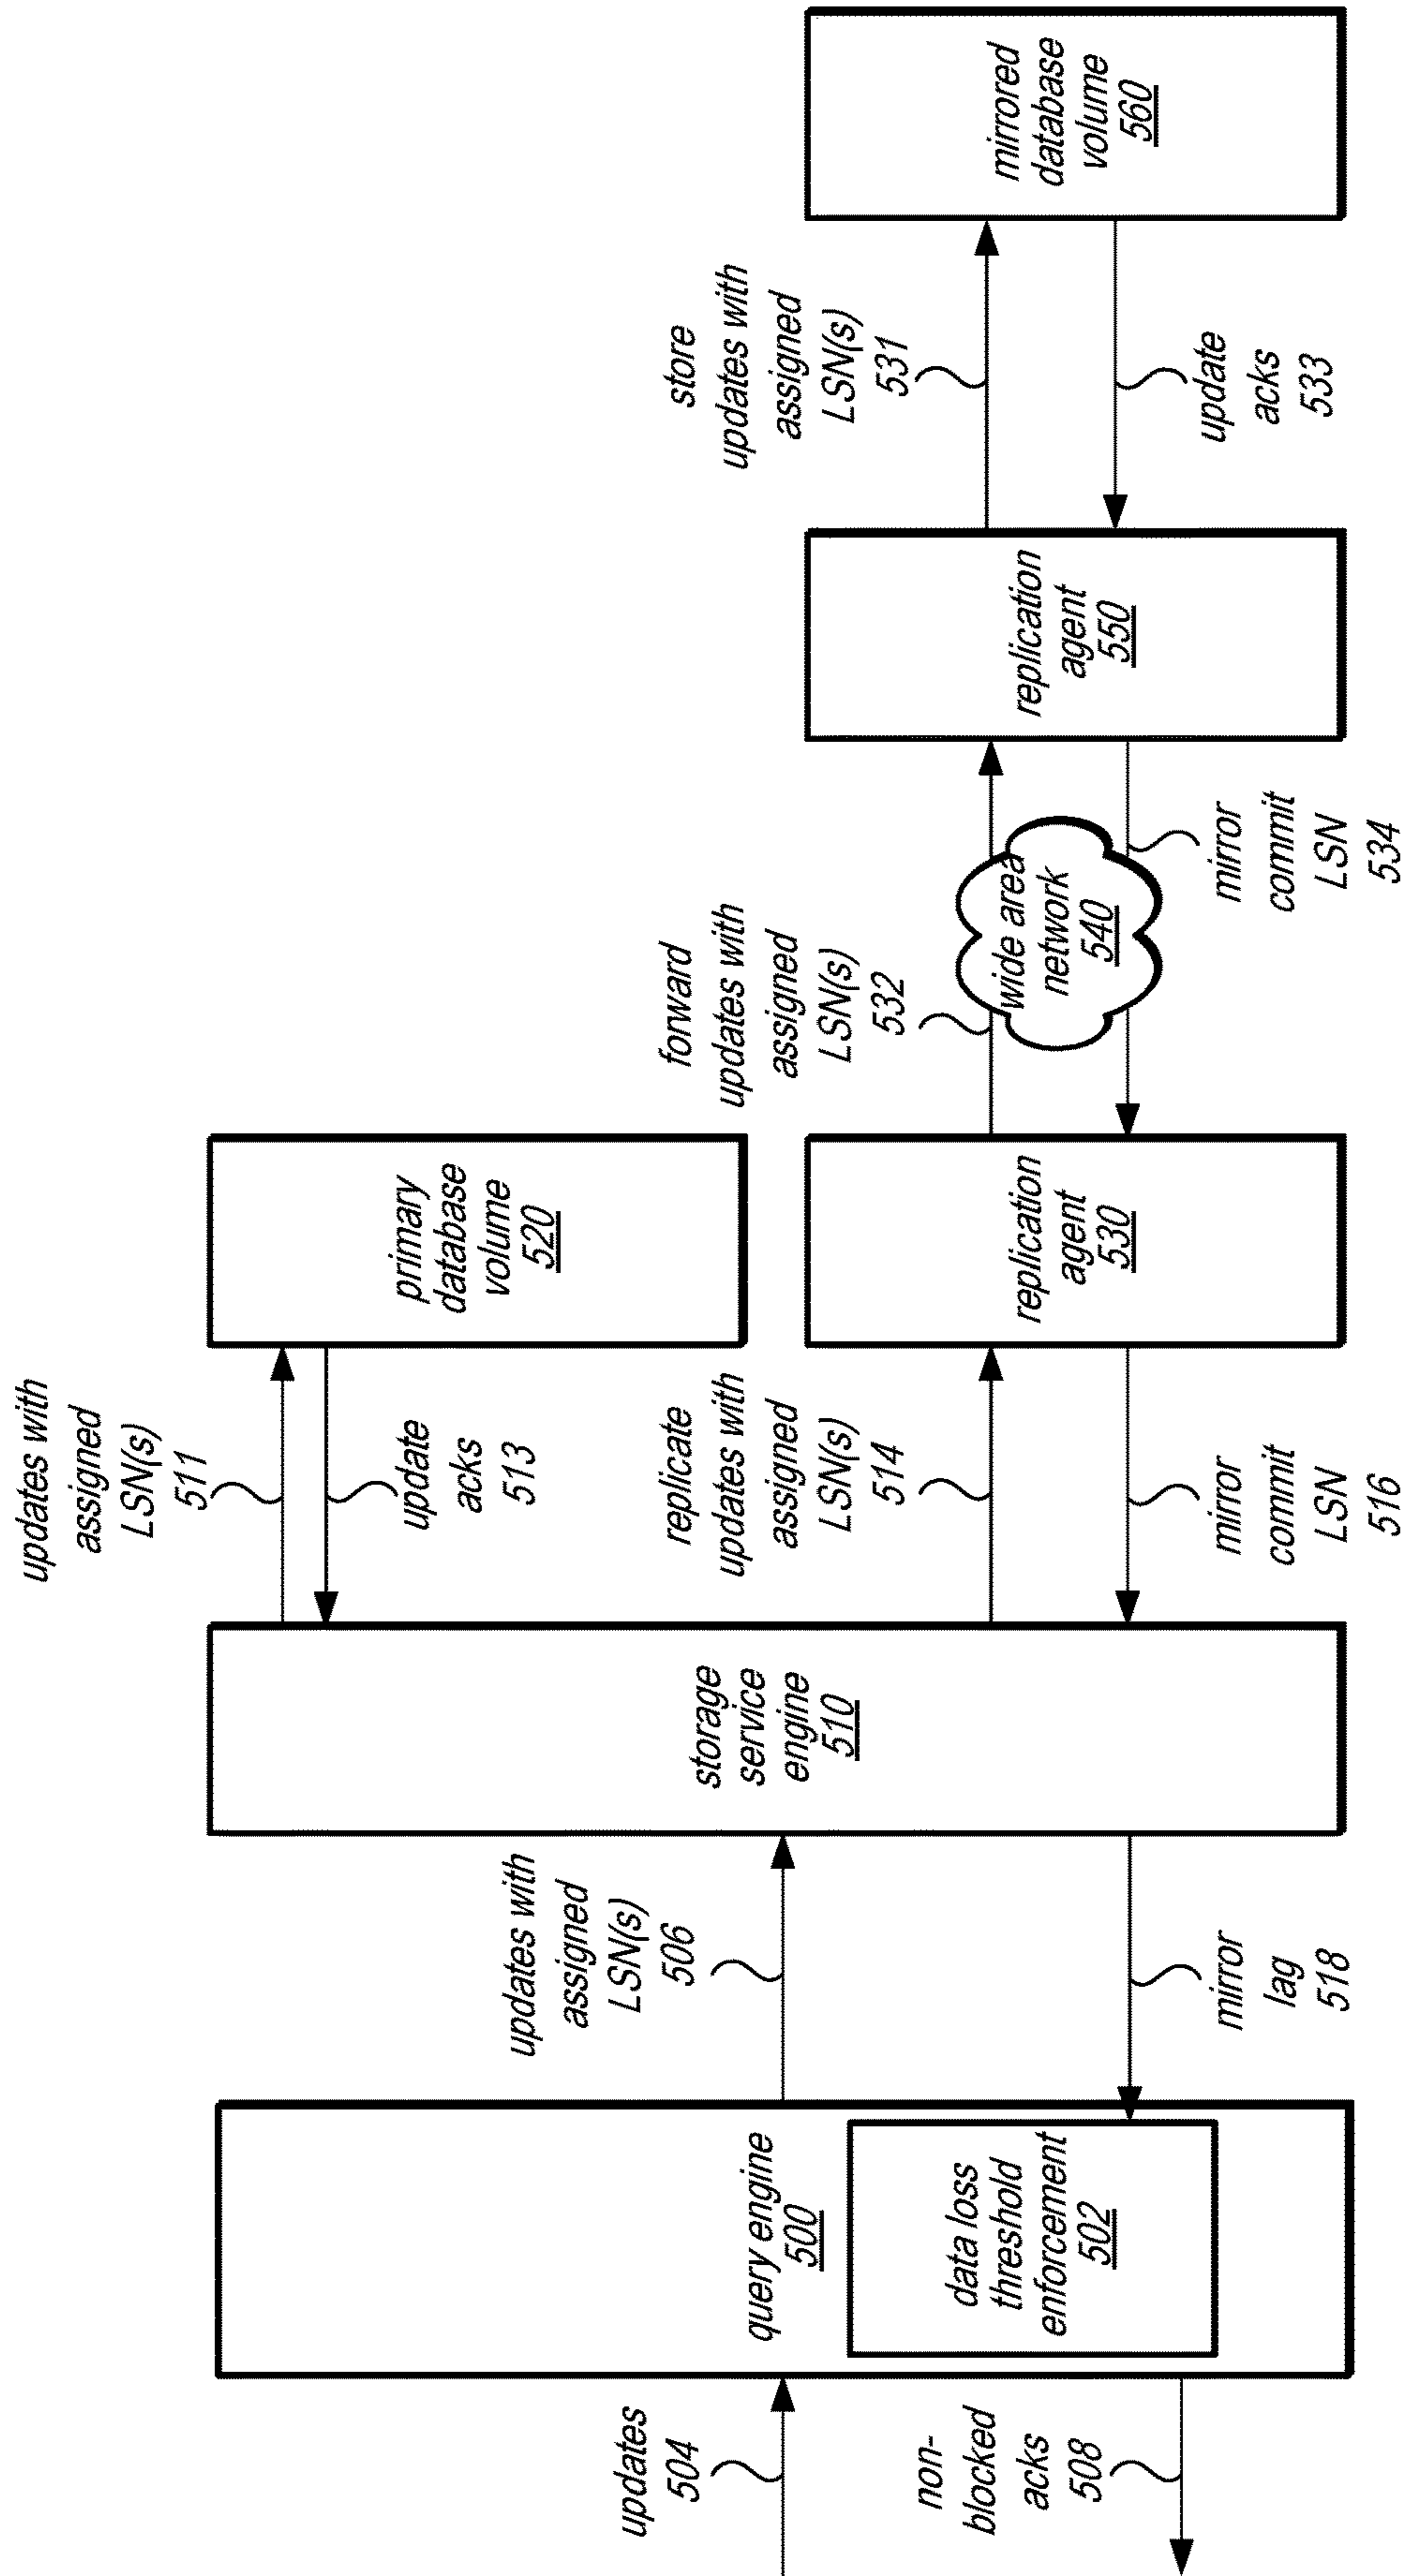 updates
504
non-
blocked
acks
508
query engine
500
data loss
threshold
enforcement
502
updates with
assigned
LSN(s)
506
mirror
lag
518
storage
service
engine
510
updates with
assigned
LSN(s)
511
update
acks
513
replicate
updates with
assigned
LSN(s)
514
mirror
commit
LSN
516
primary
database
volume
520
replication
agent
530
forward
updates with
assigned
LSN(s)
532
wide area
network
540
mirror
commit
LSN
534
replication
agent
550
store
updates with
assigned
LSN(s)
531
update
acks
533
mirrored
database
volume
560